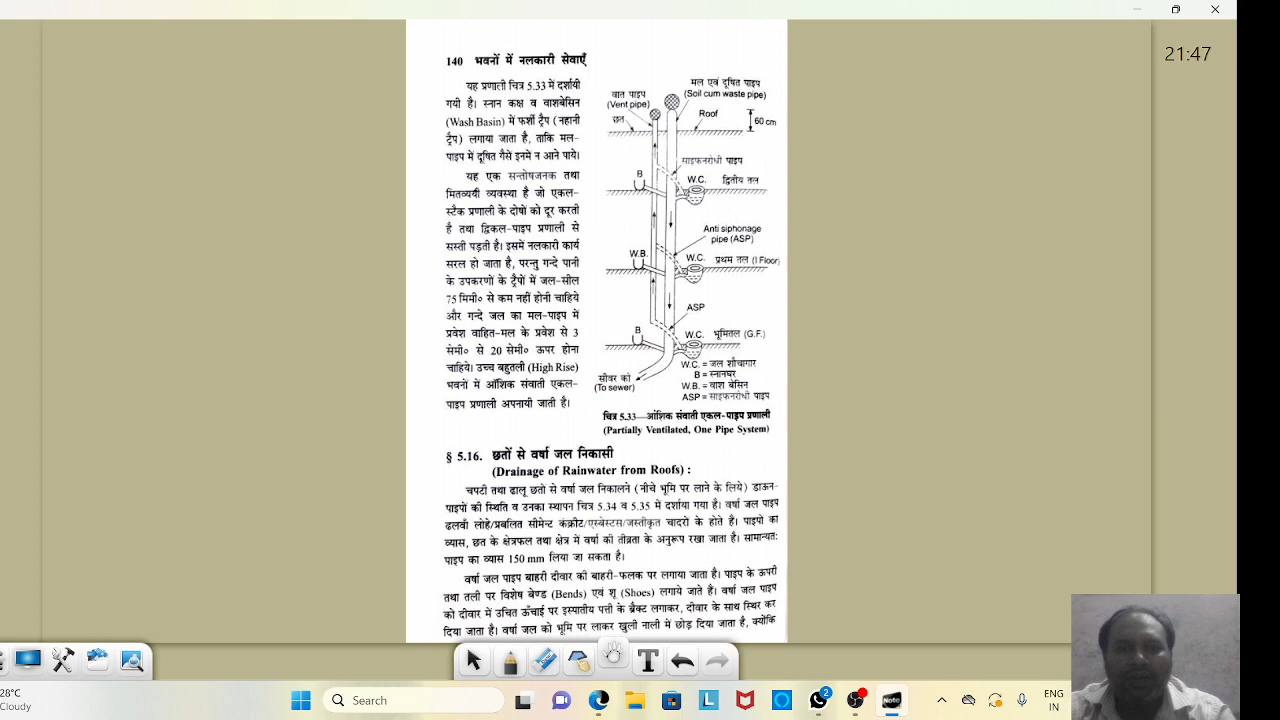 21:47
140 भवनों में नलकारी सेवाएँ
यह प्रणाली चित्र 5.33 में दर्शायी
गयी है। स्नान कक्ष व वाशबेसिन
(Wash Basin) में फर्शी ट्रैप (नहानी
ट्रैप) लगाया जाता है, ताकि मल-
पाइप में दूषित गैसें इनमे न आने पाये।
यह एक सन्तोषजनक तथा
मितव्ययी व्यवस्था है जो एकल-
स्टैक प्रणाली के दोषों को दूर करती
है तथा द्विकल-पाइप प्रणाली से
सस्ती पड़ती है। इसमें नलकारी कार्य
सरल हो जाता है, परन्तु गन्दे पानी
के उपकरणों के ट्रैपों में जल-सील
75 मिमी० से कम नहीं होनी चाहिये
और गन्दे जल का मल-पाइप में
प्रवेश वाहित-मल के प्रवेश से 3
सेमी० से 20 सेमी० ऊपर होना
चाहिये। उच्च बहुतली (High Rise)
भवनों में आँशिक संवाती एकल-
पाइप प्रणाली अपनायी जाती है।
मल एवं दूषित पाइप
(Soil cum waste pipe)
वात पाइप
(Vent pipe)
छत
Roof
60 cm
साइफनरोधी पाइप
B
W.C. द्वितीय तल
Anti siphonage
pipe (ASP)
W.B.
W.C. प्रथम तल (I Floor)
ASP
B
W.C. भूमितल (G.F.)
सीवर को
(To sewer)
W.C. = जल शौचागार
B = स्नानघर
W.B. = वाश बेसिन
ASP = साइफनरोधी पाइप
चित्र 5.33—आंशिक संवाती एकल-पाइप प्रणाली
(Partially Ventilated, One Pipe System)
§ 5.16. छतों से वर्षा जल निकासी
(Drainage of Rainwater from Roofs) :
चपटी तथा ढालू छतो से वर्षा जल निकालने (नीचे भूमि पर लाने के लिये) डाऊन-
पाइपों की स्थिति व उनका स्थापन चित्र 5.34 व 5.35 में दर्शाया गया है। वर्षा जल पाइप
ढलवाँ लोहे/प्रबलित सीमेन्ट कंक्रीट/एस्बेस्टस/जस्तीकृत चादरों के होते है। पाइपों का
व्यास, छत के क्षेत्रफल तथा क्षेत्र में वर्षा की तीव्रता के अनुरूप रखा जाता है। सामान्यतः
पाइप का व्यास 150 mm लिया जा सकता है।
वर्षा जल पाइप बाहरी दीवार की बाहरी-फलक पर लगाया जाता है। पाइप के ऊपरी
तथा तली पर विशेष बेण्ड (Bends) एवं शू (Shoes) लगाये जाते हैं। वर्षा जल पाइप
को दीवार में उचित ऊँचाई पर इस्पातीय पत्ती के ब्रैक्ट लगाकर, दीवार के साथ स्थिर कर
दिया जाता है। वर्षा जल को भूमि पर लाकर खुली नाली में छोड़ दिया जाता है, क्योंकि
28°C
Cloudy
Search
L
2
Note
ENG
IN